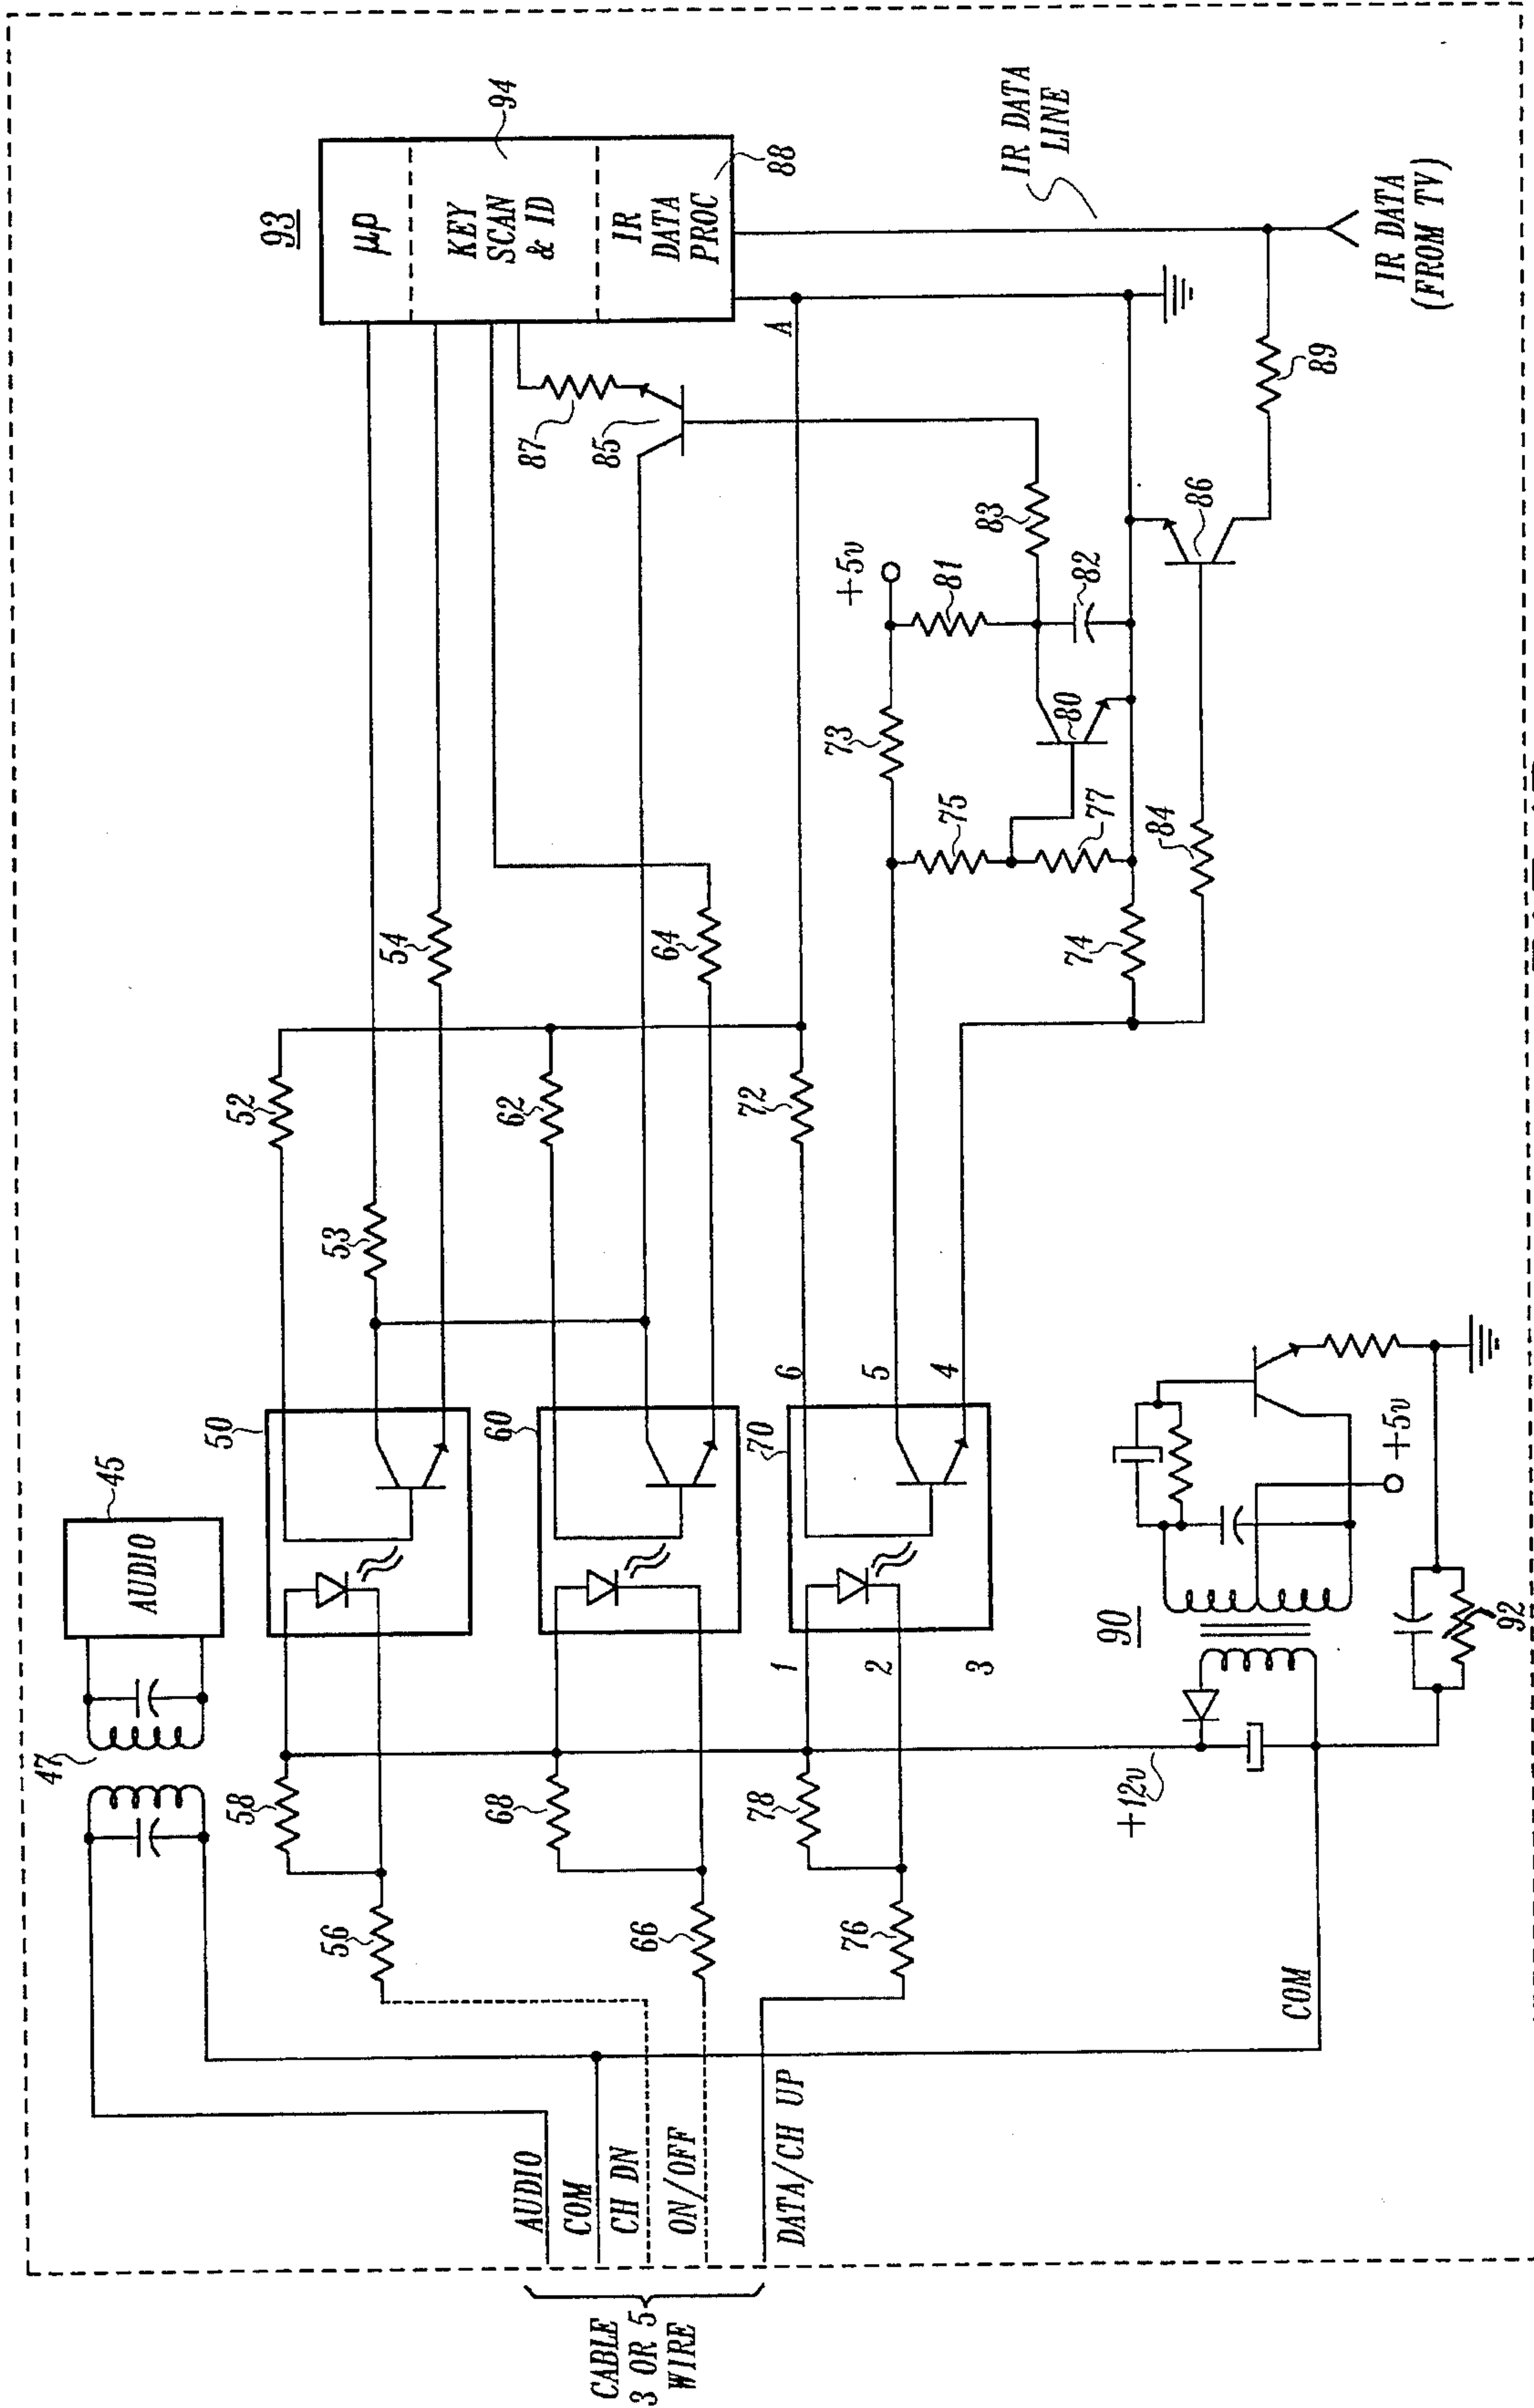 AUDIO
45
47
58
56
50
52
53
54
93
μp
KEY
SCAN
& ID
94
IR
DATA
PROC
88
87
85
A
68
66
60
62
64
78
76
1
2
3
70
6
5
4
72
73
+5v
81
75
77
80
82
83
74
84
86
89
IR DATA
LINE
IR DATA
(FROM TV)
90
+12v
+5v
92
COM
AUDIO
COM
CH DN
ON/OFF
DATA/CH UP
CABLE
3 OR 5
WIRE